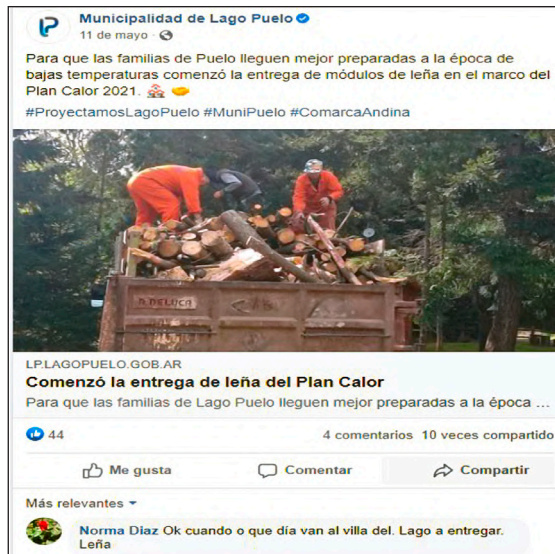 Municipalidad de Lago Puelo
11 de mayo ·
Para que las familias de Puelo lleguen mejor preparadas a la época de
bajas temperaturas comenzó la entrega de módulos de leña en el marco del
Plan Calor 2021.
#ProyectamosLagoPuelo #MuniPuelo #ComarcaAndina
DELUCA
LP.LAGOPUELO.GOB.AR
Comenzó la entrega de leña del Plan Calor
Para que las familias de Lago Puelo lleguen mejor preparadas a la época ...
44
4 comentarios 10 veces compartido
Me gusta
Comentar
Compartir
Más relevantes
Norma Diaz Ok cuando o que día van al villa del. Lago a entregar.
Leña